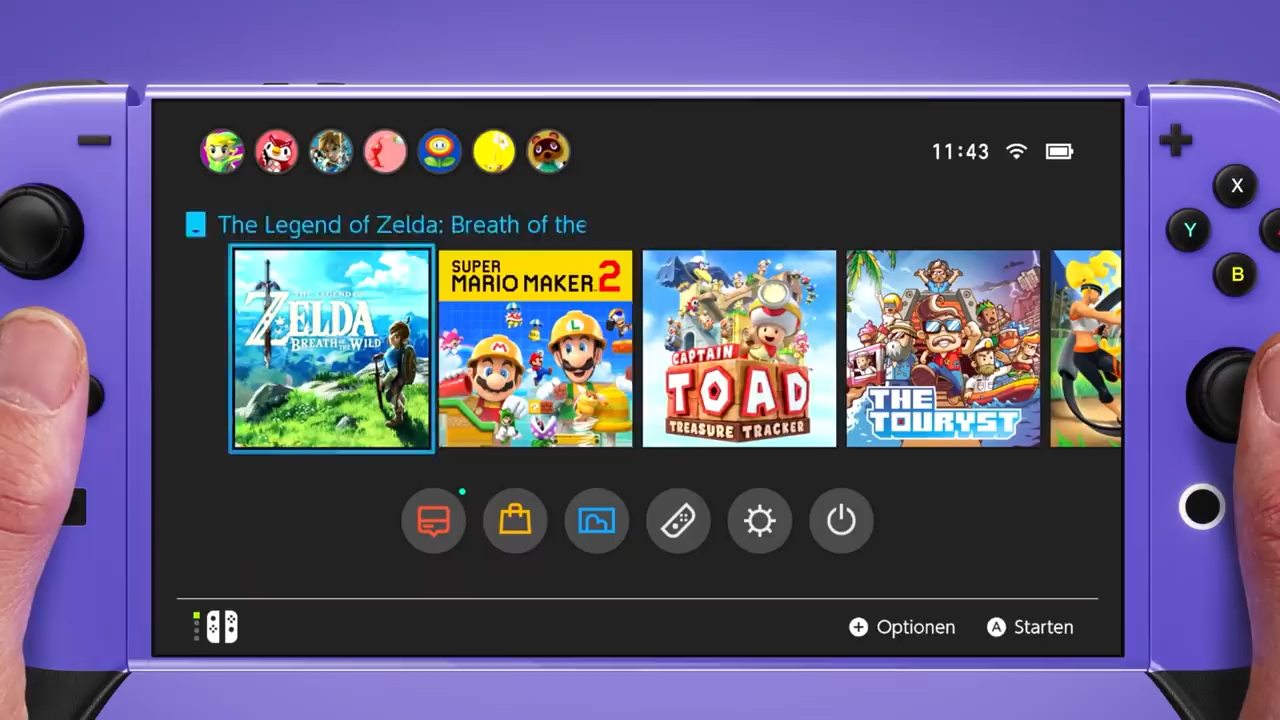 11:43
The Legend of Zelda: Breath of the
THE LEGEND OF
ZELDA
BREATH OF THE WILD
SUPER
MARIO MAKER 2
CAPTAIN
TOAD
TREASURE TRACKER
THE
TOURYST
X
Y
B
M
L
+ Optionen
A Starten